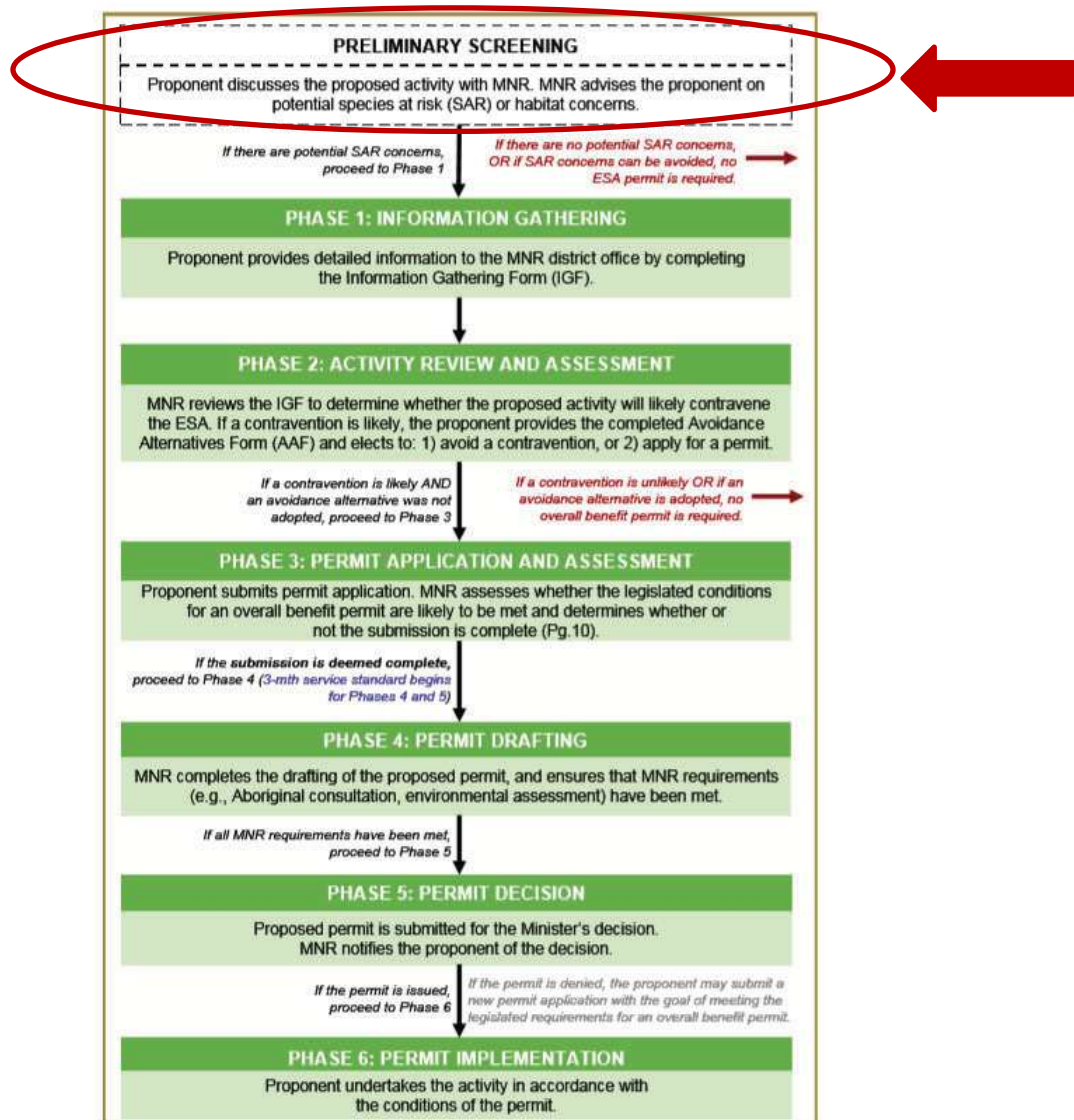 PRELIMINARY SCREENING
Proponent discusses the proposed activity with MNR. MNR advises the proponent on
potential species at risk (SAR) or habitat concerns.
If there are potential SAR concerns,
proceed to Phase 1
If there are no potential SAR concerns,
OR if SAR concerns can be avoided, no
ESA permit is required.
PHASE 1: INFORMATION GATHERING
Proponent provides detailed information to the MNR district office by completing
the Information Gathering Form (IGF).
PHASE 2: ACTIVITY REVIEW AND ASSESSMENT
MNR reviews the IGF to determine whether the proposed activity will likely contravene
the ESA. If a contravention is likely, the proponent provides the completed Avoidance
Alternatives Form (AAF) and elects to: 1) avoid a contravention, or 2) apply for a permit.
If a contravention is likely AND
an avoidance alternative was not
adopted, proceed to Phase 3
If a contravention is unlikely OR if an
avoidance alternative is adopted, no
overall benefit permit is required.
PHASE 3: PERMIT APPLICATION AND ASSESSMENT
Proponent submits permit application. MNR assesses whether the legislated conditions
for an overall benefit permit are likely to be met and determines whether or
not the submission is complete (Pg.10).
If the submission is deemed complete,
proceed to Phase 4 (3-mth service standard begins
for Phases 4 and 5)
PHASE 4: PERMIT DRAFTING
MNR completes the drafting of the proposed permit, and ensures that MNR requirements
(e.g., Aboriginal consultation, environmental assessment) have been met.
If all MNR requirements have been met,
proceed to Phase 5
PHASE 5: PERMIT DECISION
Proposed permit is submitted for the Minister's decision.
MNR notifies the proponent of the decision.
If the permit is issued,
proceed to Phase 6
If the permit is denied, the proponent may submit a
new permit application with the goal of meeting the
legislated requirements for an overall benefit permit.
PHASE 6: PERMIT IMPLEMENTATION
Proponent undertakes the activity in accordance with
the conditions of the permit.